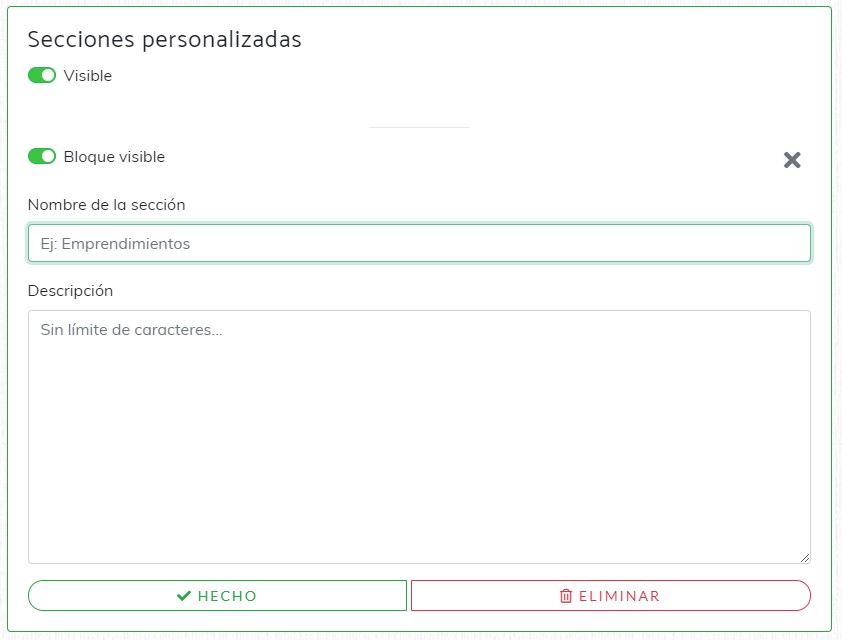 Secciones personalizadas
Visible
Bloque visible
Nombre de la sección
Ej: Emprendimientos
Descripción
Sin límite de caracteres...
HECHO
ELIMINAR